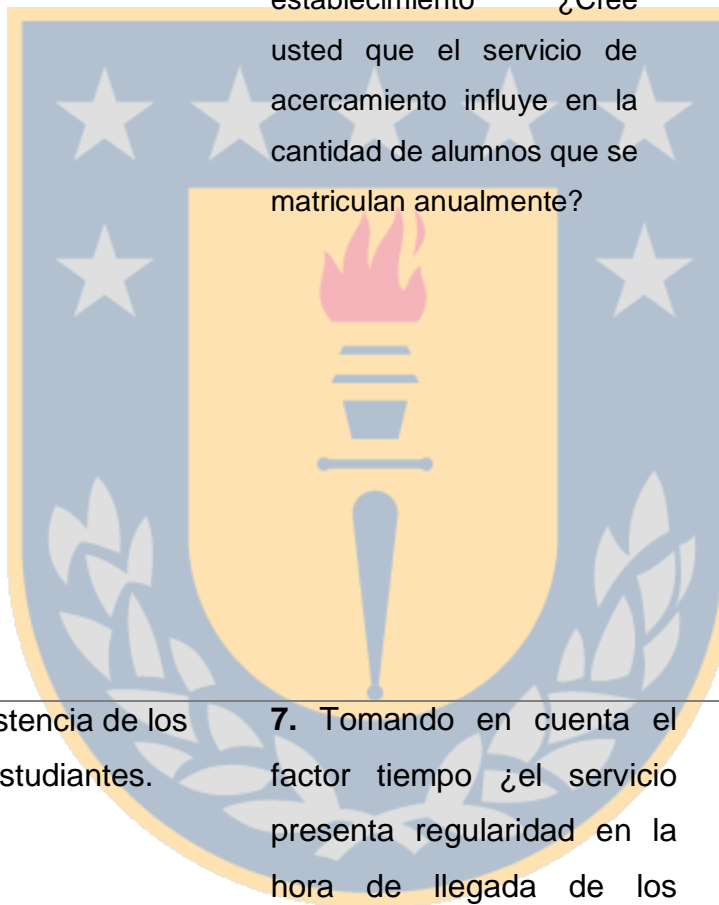 establecimiento ¿Cree
usted que el servicio de
acercamiento influye en la
cantidad de alumnos que se
matriculan anualmente?
stencia de los
studiantes.
7. Tomando en cuenta el
factor tiempo ¿el servicio
presenta regularidad en la
hora de llegada de los